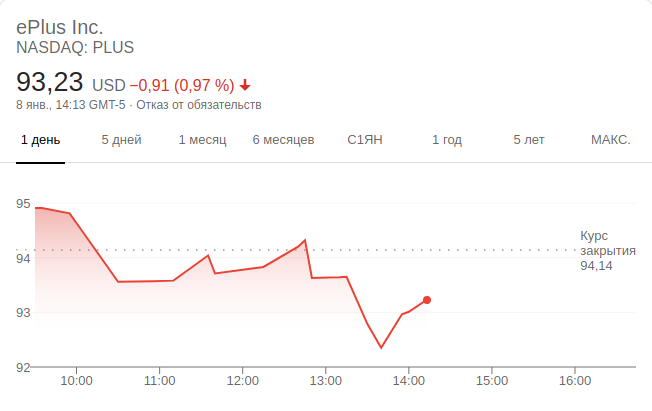 ePlus Inc.
NASDAQ: PLUS
93,23 USD −0,91 (0,97 %)
8 янв., 14:13 GMT-5 · Отказ от обязательств
1 день 5 дней 1 месяц 6 месяцев С1ЯН 1 год 5 лет МАКС.
95
Курс
закрытия
94,14
94
93
92
10:00 11:00 12:00 13:00 14:00 15:00 16:00